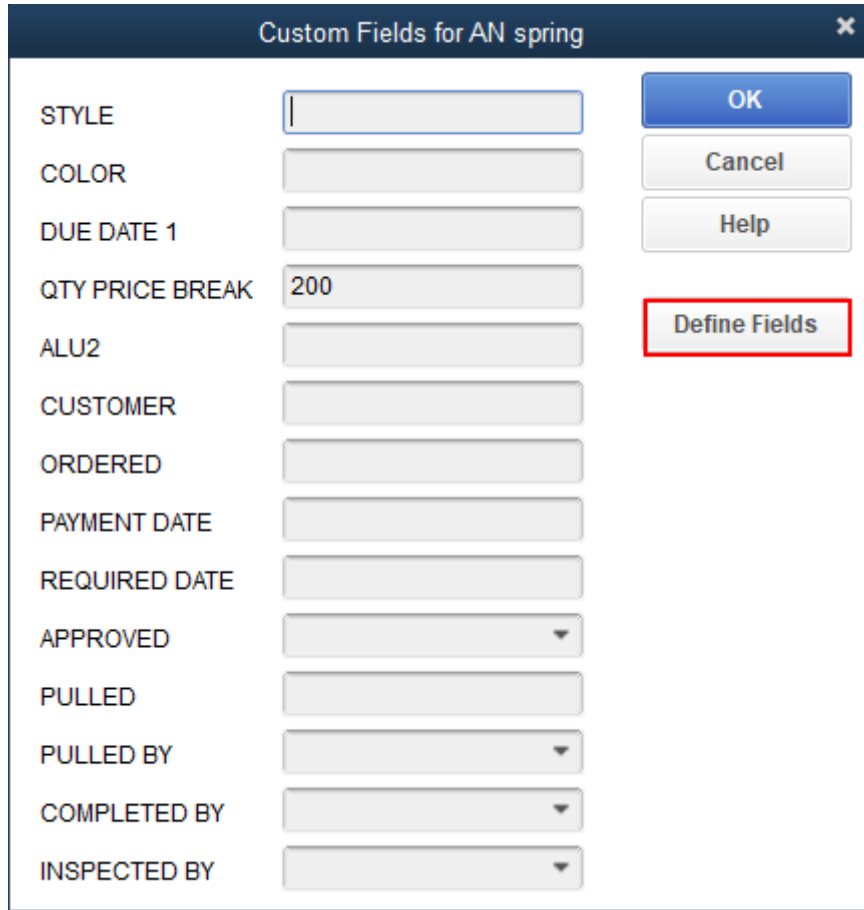 Custom Fields for AN spring
STYLE
OK
COLOR
Cancel
DUE DATE 1
Help
QTY PRICE BREAK 200
Define Fields
ALU2
CUSTOMER
ORDERED
PAYMENT DATE
REQUIRED DATE
APPROVED
PULLED
PULLED BY
COMPLETED BY
INSPECTED BY